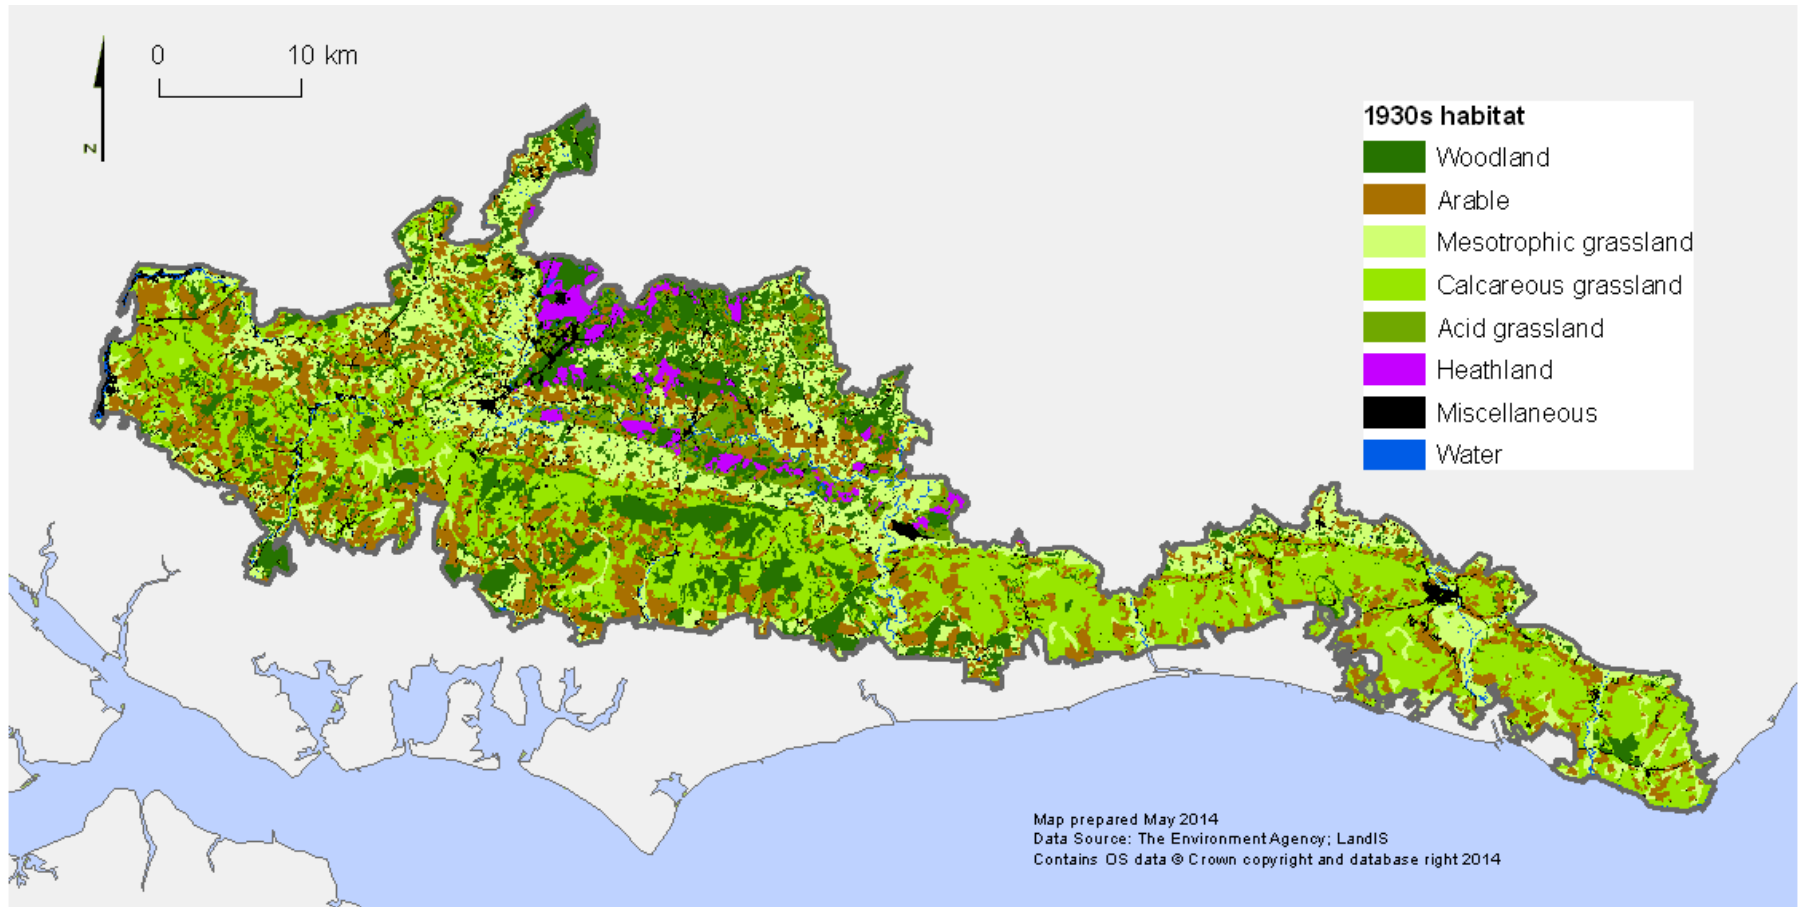 0 10 km
N
1930s habitat
Woodland
Arable
Mesotrophic grassland
Calcareous grassland
Acid grassland
Heathland
Miscellaneous
Water
Map prepared May 2014
Data Source: The Environment Agency; LandIS
Contains OS data © Crown copyright and database right 2014